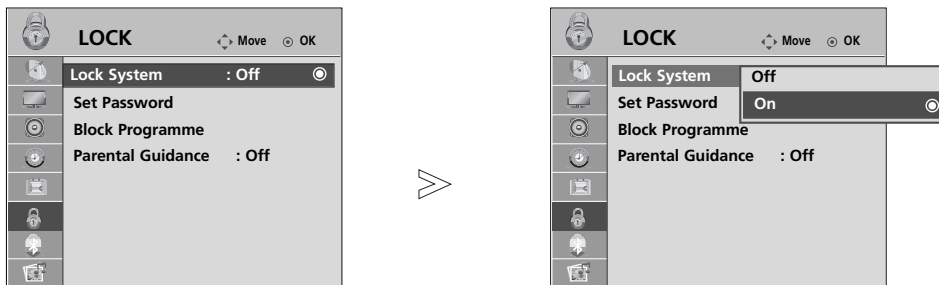 LOCK Move OK
Lock System : Off
Set Password
Block Programme
Parental Guidance : Off
>
LOCK Move OK
Lock System Off
Set Password On
Block Programme
Parental Guidance : Off